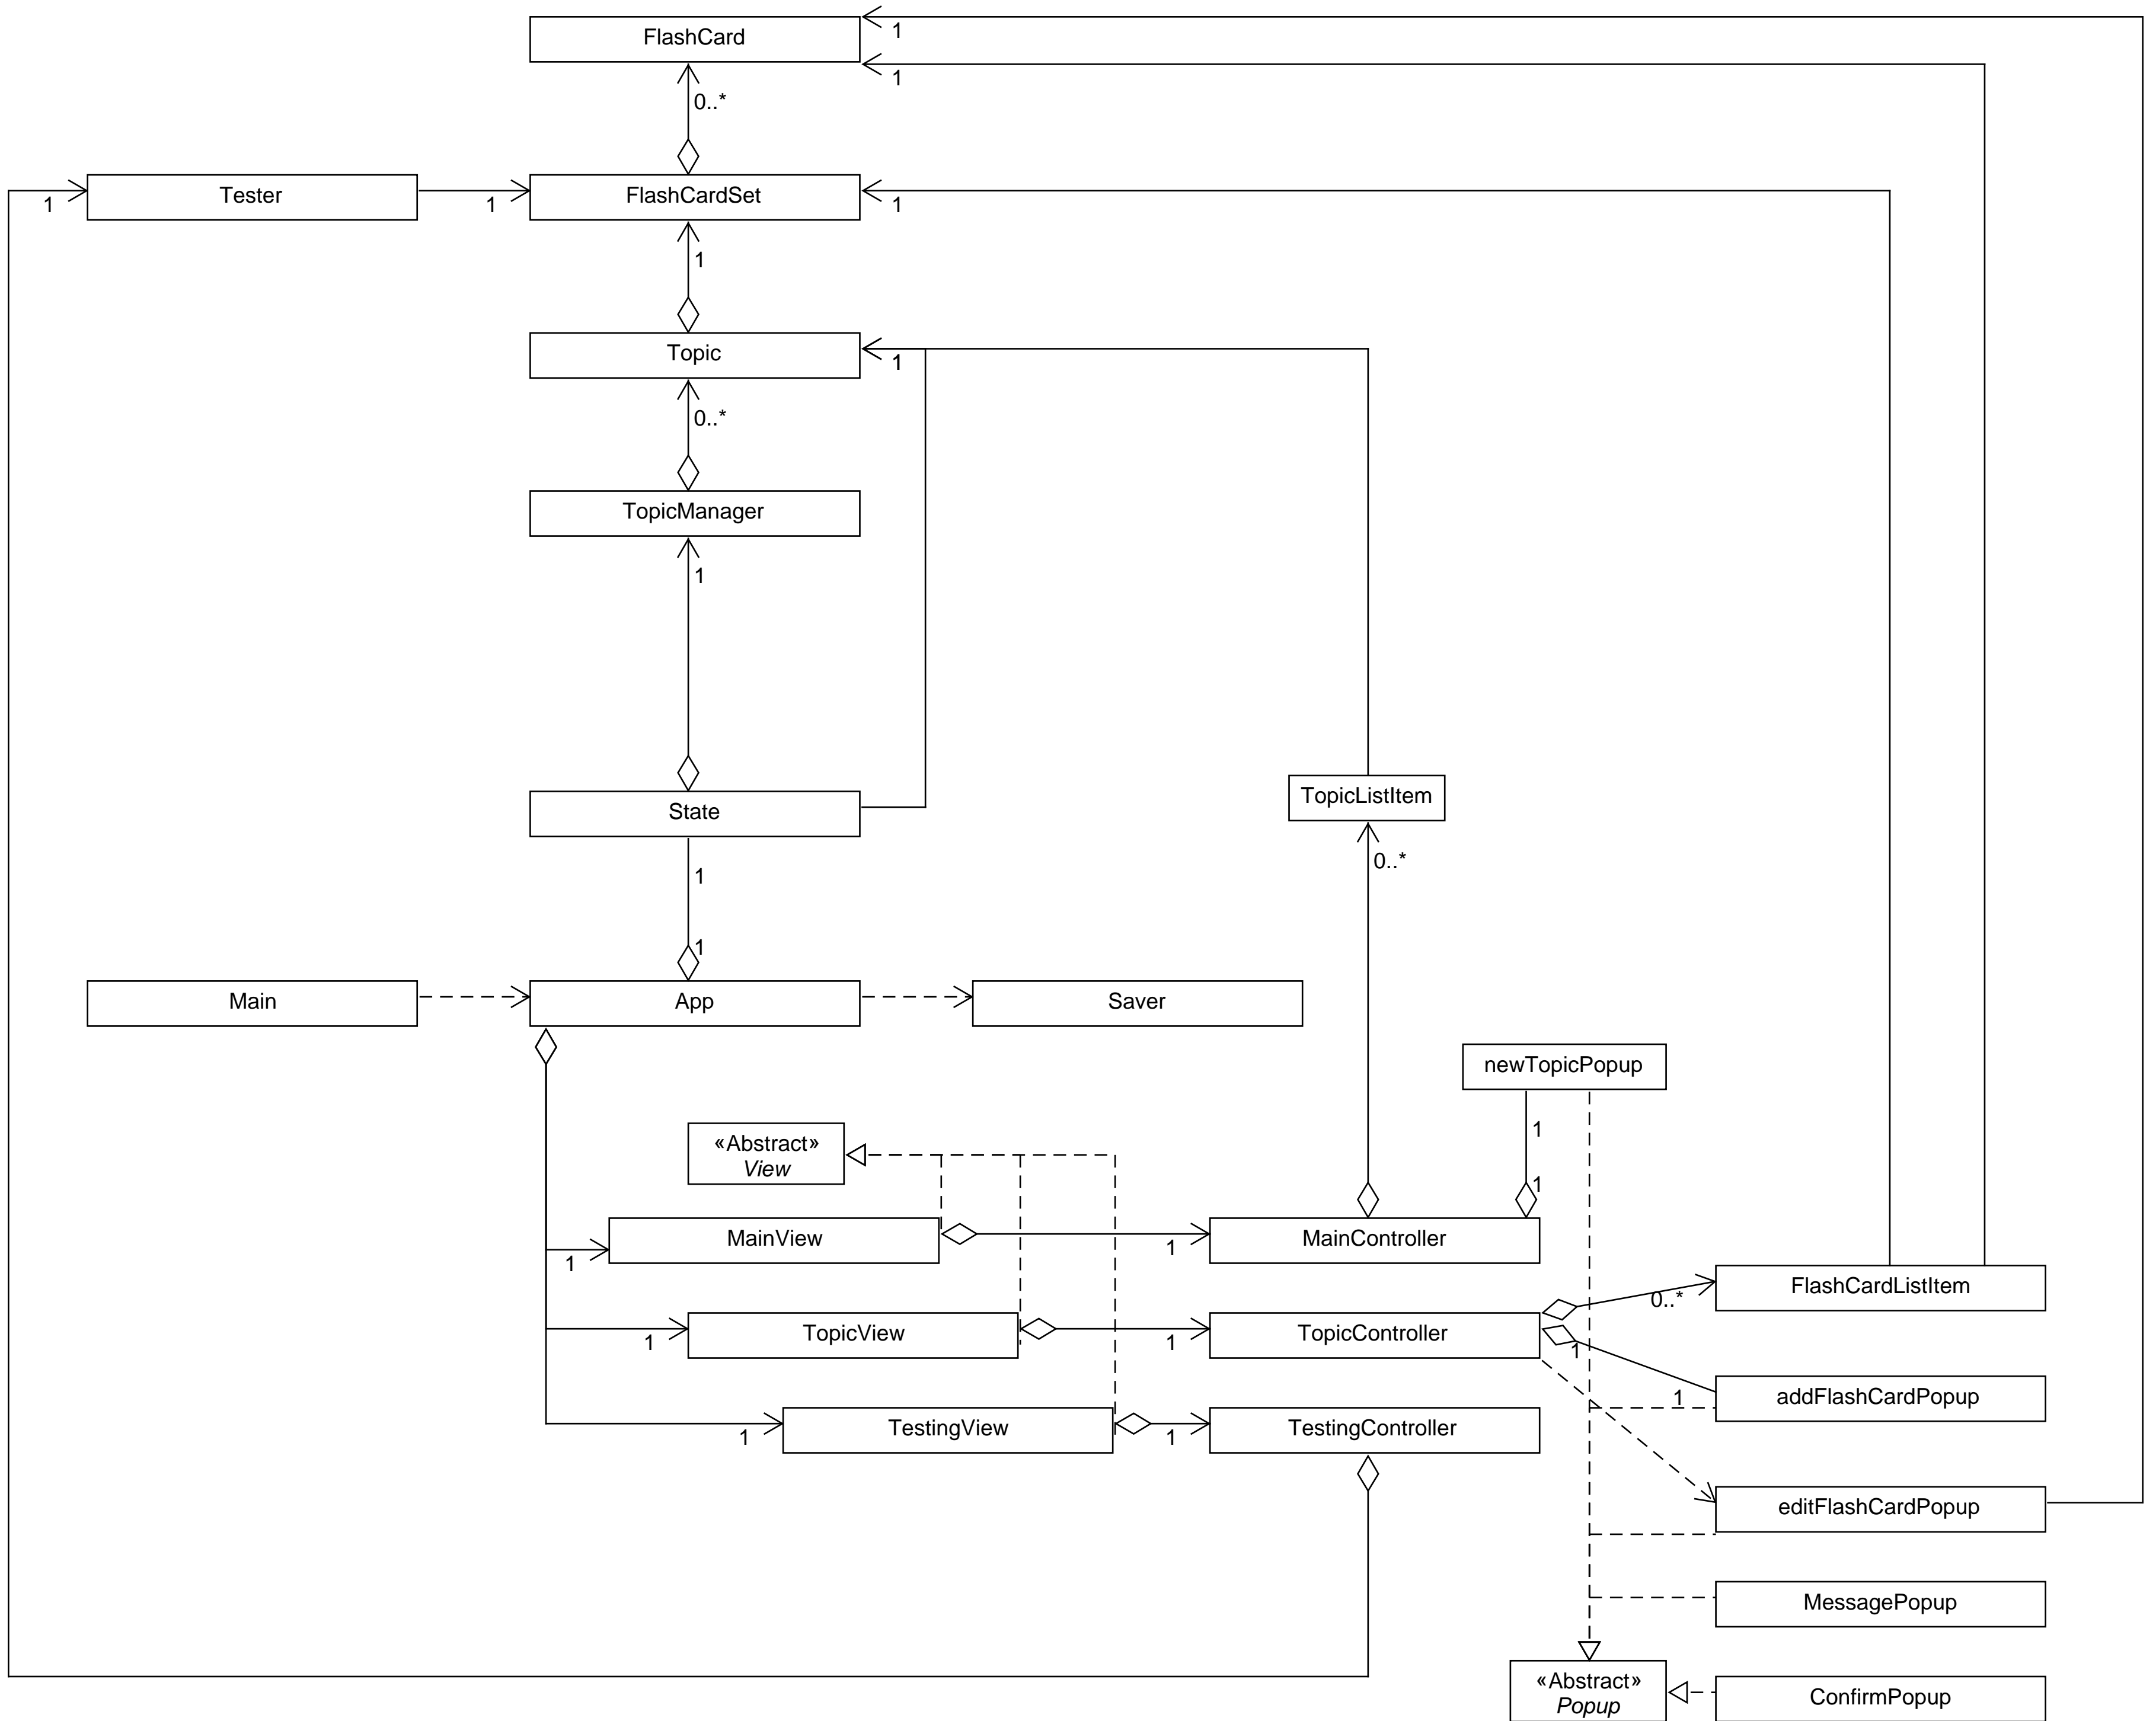 FlashCard
1
1
0..*
Tester
1
1
FlashCardSet
1
1
Topic
1
0..*
TopicManager
1
State
TopicListItem
0..*
1
1
Main
App
Saver
newTopicPopup
1
«Abstract»
View
1
MainView
1
1
MainController
FlashCardListItem
0..*
TopicView
1
1
TopicController
1
1
addFlashCardPopup
TestingView
1
1
TestingController
editFlashCardPopup
MessagePopup
«Abstract»
Popup
ConfirmPopup